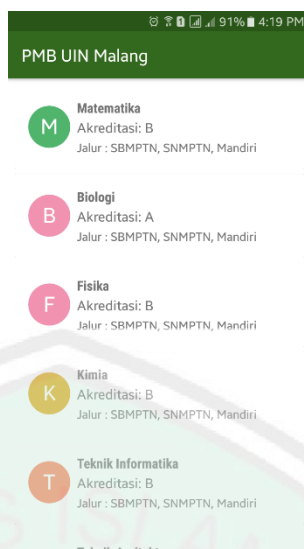 91% 4:19 PM
PMB UIN Malang
M
Matematika
Akreditasi: B
Jalur : SBMPTN, SNMPTN, Mandiri
B
Biologi
Akreditasi: A
Jalur : SBMPTN, SNMPTN, Mandiri
F
Fisika
Akreditasi: B
Jalur : SBMPTN, SNMPTN, Mandiri
K
Kimia
Akreditasi: B
Jalur : SBMPTN, SNMPTN, Mandiri
T
Teknik Informatika
Akreditasi: B
Jalur : SBMPTN, SNMPTN, Mandiri